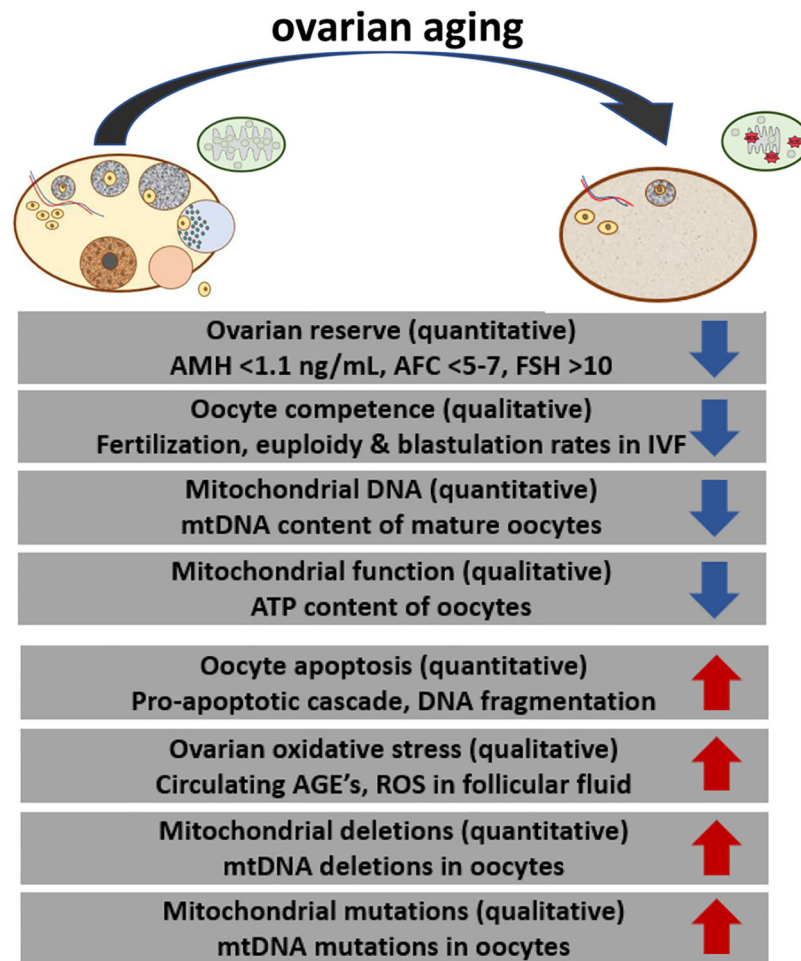 ovarian aging
Ovarian reserve (quantitative)
AMH <1.1 ng/mL, AFC <5-7, FSH >10
Oocyte competence (qualitative)
Fertilization, euploidy & blastulation rates in IVF
Mitochondrial DNA (quantitative)
mtDNA content of mature oocytes
Mitochondrial function (qualitative)
ATP content of oocytes
Oocyte apoptosis (quantitative)
Pro-apoptotic cascade, DNA fragmentation
Ovarian oxidative stress (qualitative)
Circulating AGE's, ROS in follicular fluid
Mitochondrial deletions (quantitative)
mtDNA deletions in oocytes
Mitochondrial mutations (qualitative)
mtDNA mutations in oocytes